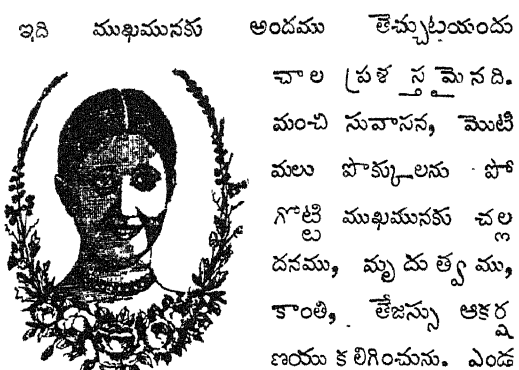 ఇది ముఖమునకు అందము తెచ్చుటయందు
చాల ప్రశస్తమైనది.
మంచి సువాసన, మొటి
మలు పొక్కులను పో
గొట్టి ముఖమునకు చల్ల
దనము, మృదుత్వము,
కాంతి, తేజస్సు ఆకర్ష
ణయు కలిగించును. ఎండ